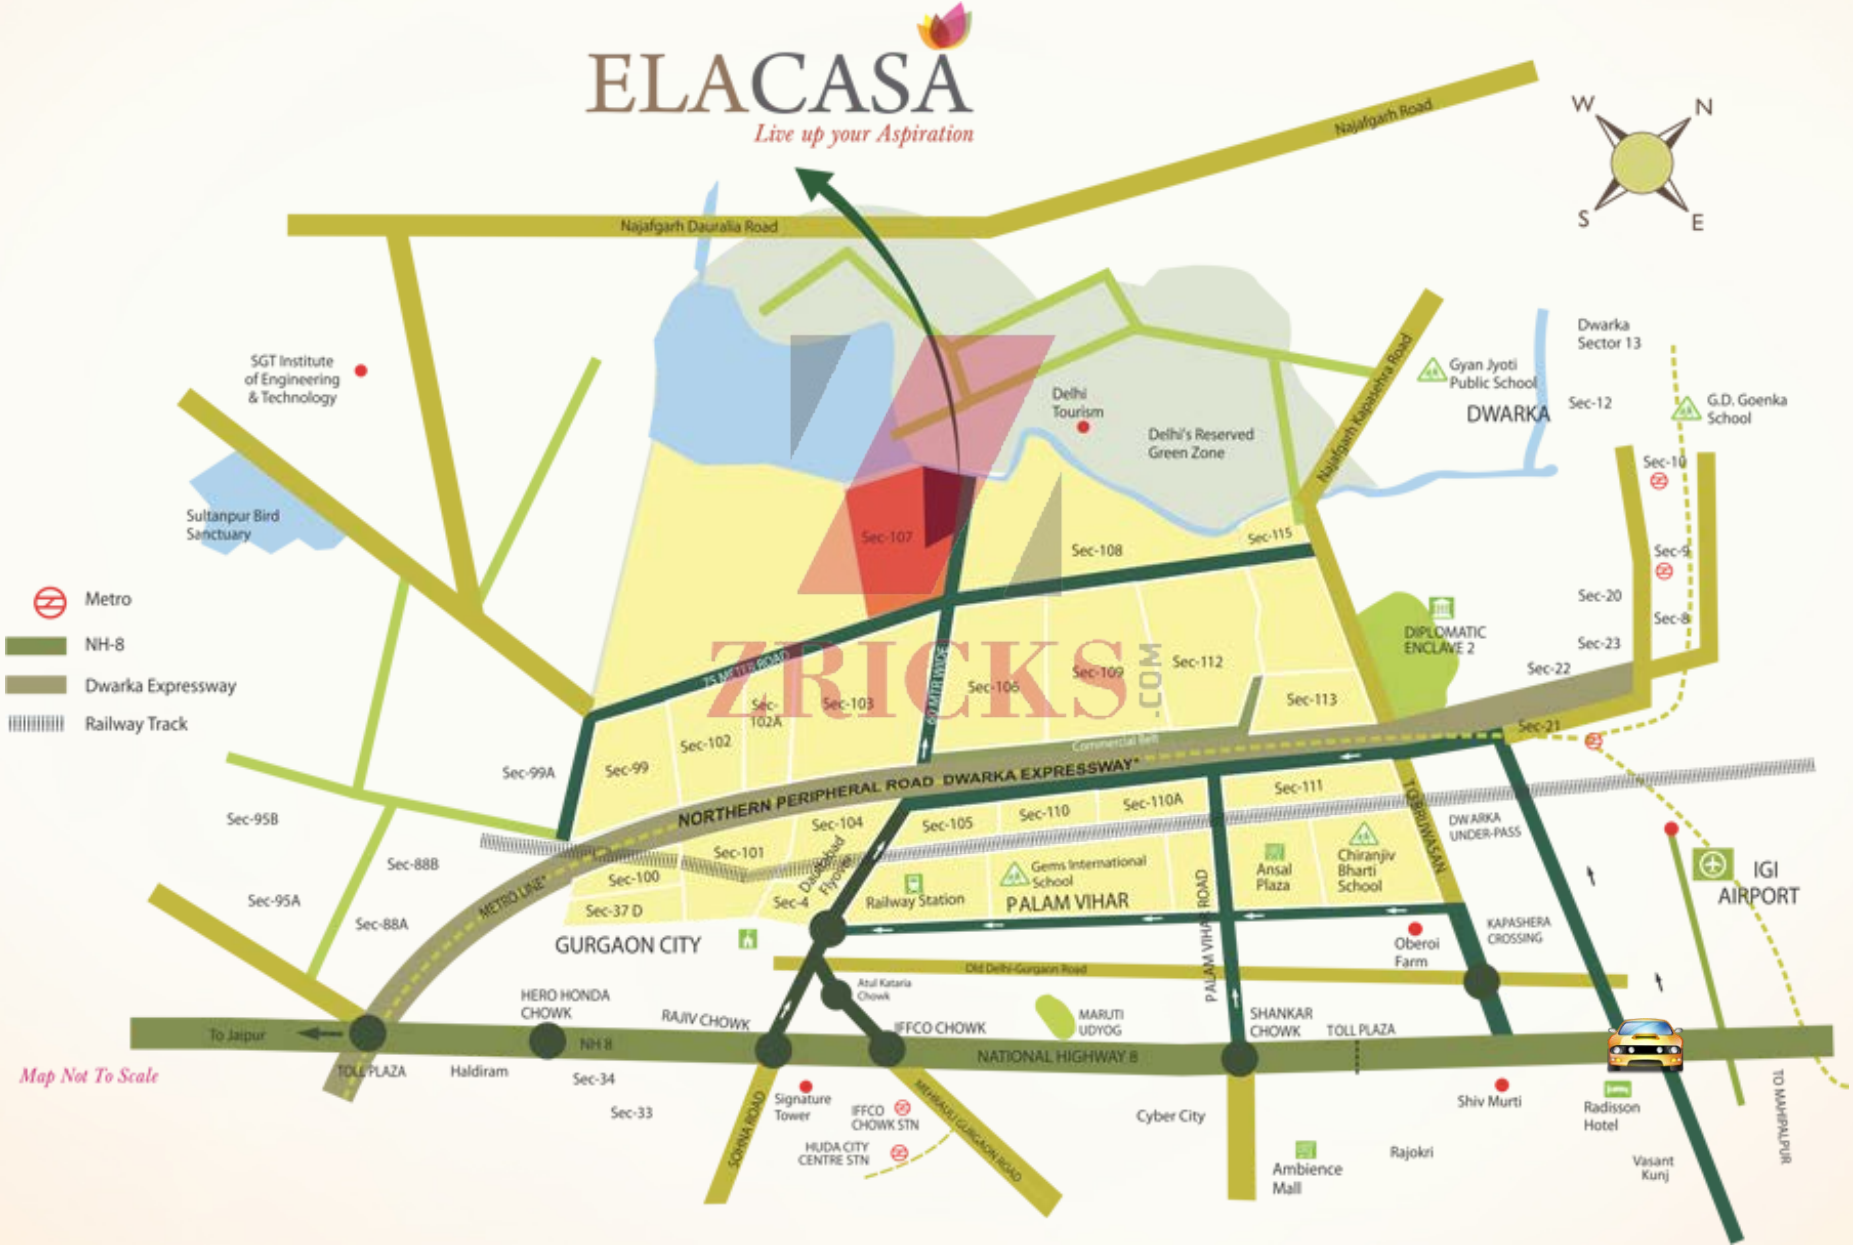 ELACASA
Live up your Aspiration
Najafgarh Road
W
N
S
E
Najafgarh Dauralia Road
SGT Institute
of Engineering
& Technology
Delhi
Tourism
Delhi's Reserved
Green Zone
Najafgarh Kapasehra Road
Gyan Jyoti
Public School
DWARKA
Dwarka
Sector 13
Sec-12
G.D. Goenka
School
Sec-10
Sec-9
Sec-8
Sec-20
Sec-23
Sec-22
Sec-21
Sultanpur Bird
Sanctuary
Metro
NH-8
Dwarka Expressway
Railway Track
Sec-107
Sec-108
Sec-115
DIPLOMATIC
ENCLAVE 2
75 METER ROAD
60 MTR WIDE
ZRICKS
.COM
Sec-99A
Sec-99
Sec-102
Sec-
102A
Sec-103
Sec-106
Sec-109
Sec-112
Sec-113
Commercial Belt
NORTHERN PERIPHERAL ROAD DWARKA EXPRESSWAY*
Sec-95B
Sec-88B
Sec-95A
Sec-88A
METRO LINE*
Sec-104
Sec-105
Sec-110
Sec-110A
Sec-111
Sec-101
Sec-100
Sec-37 D
Sec-4
Daultabad
Flyover
Railway Station
Gems International
School
PALAM VIHAR
PALAM VIHAR ROAD
Ansal
Plaza
Chiranjiv
Bharti
School
TO BIJWASAN
DWARKA
UNDER-PASS
IGI
AIRPORT
GURGAON CITY
KAPASHERA
CROSSING
Oberoi
Farm
Old Delhi-Gurgaon Road
Atul Kataria
Chowk
HERO HONDA
CHOWK
RAJIV CHOWK
IFFCO CHOWK
MARUTI
UDYOG
SHANKAR
CHOWK
TOLL PLAZA
To Jaipur
NH 8
NATIONAL HIGHWAY 8
Map Not To Scale
TOLL PLAZA
Haldiram
Sec-34
Sec-33
SOHNA ROAD
Signature
Tower
IFFCO
CHOWK STN
HUDA CITY
CENTRE STN
MEHRAULI GURGAON ROAD
Cyber City
Ambience
Mall
Rajokri
Shiv Murti
Radisson
Hotel
Vasant
Kunj
TO MAHIPALPUR